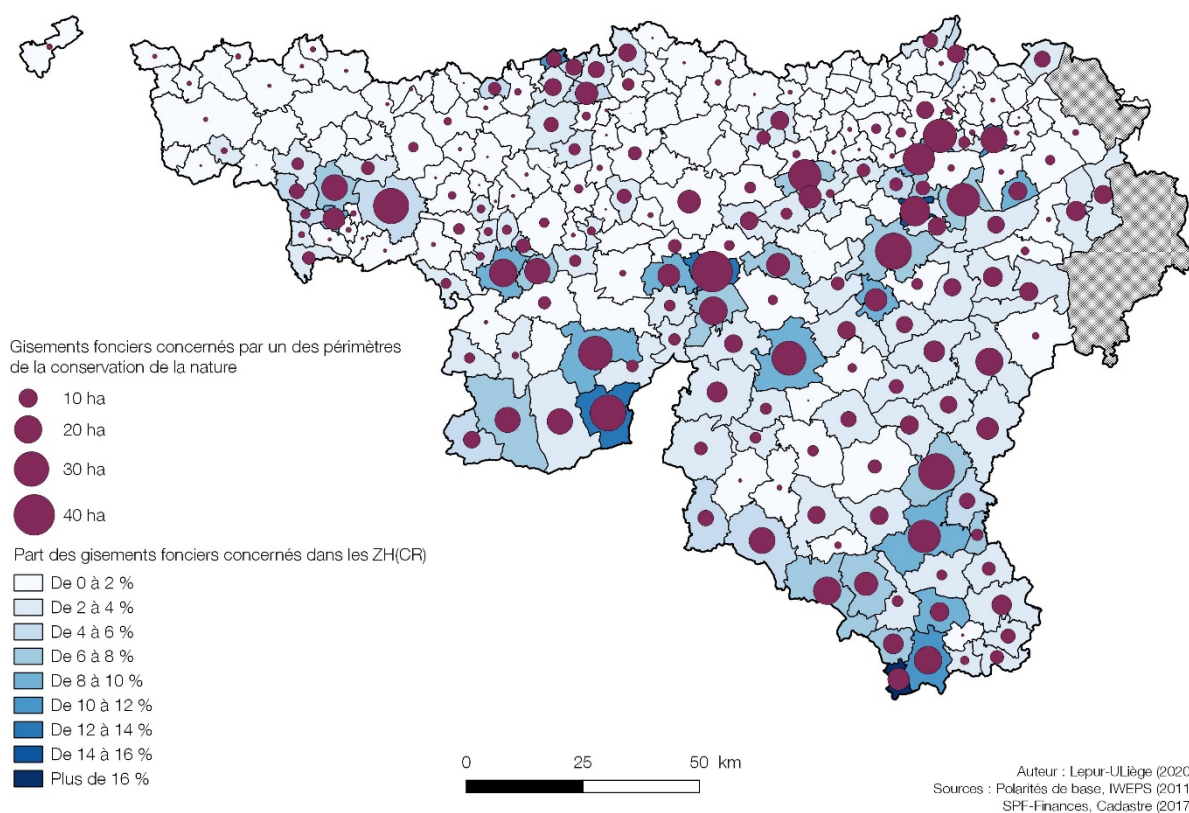 Gisements fonciers concernés par un des périmètres
de la conservation de la nature
10 ha
20 ha
30 ha
40 ha
Part des gisements fonciers concernés dans les ZH(CR)
De 0 à 2 %
De 2 à 4 %
De 4 à 6 %
De 6 à 8 %
De 8 à 10 %
De 10 à 12 %
De 12 à 14 %
De 14 à 16 %
Plus de 16 %
0 25 50 km
Auteur : Lepur-ULiège (2020
Sources : Polarités de base, IWEPS (2011
SPF-Finances, Cadastre (2017